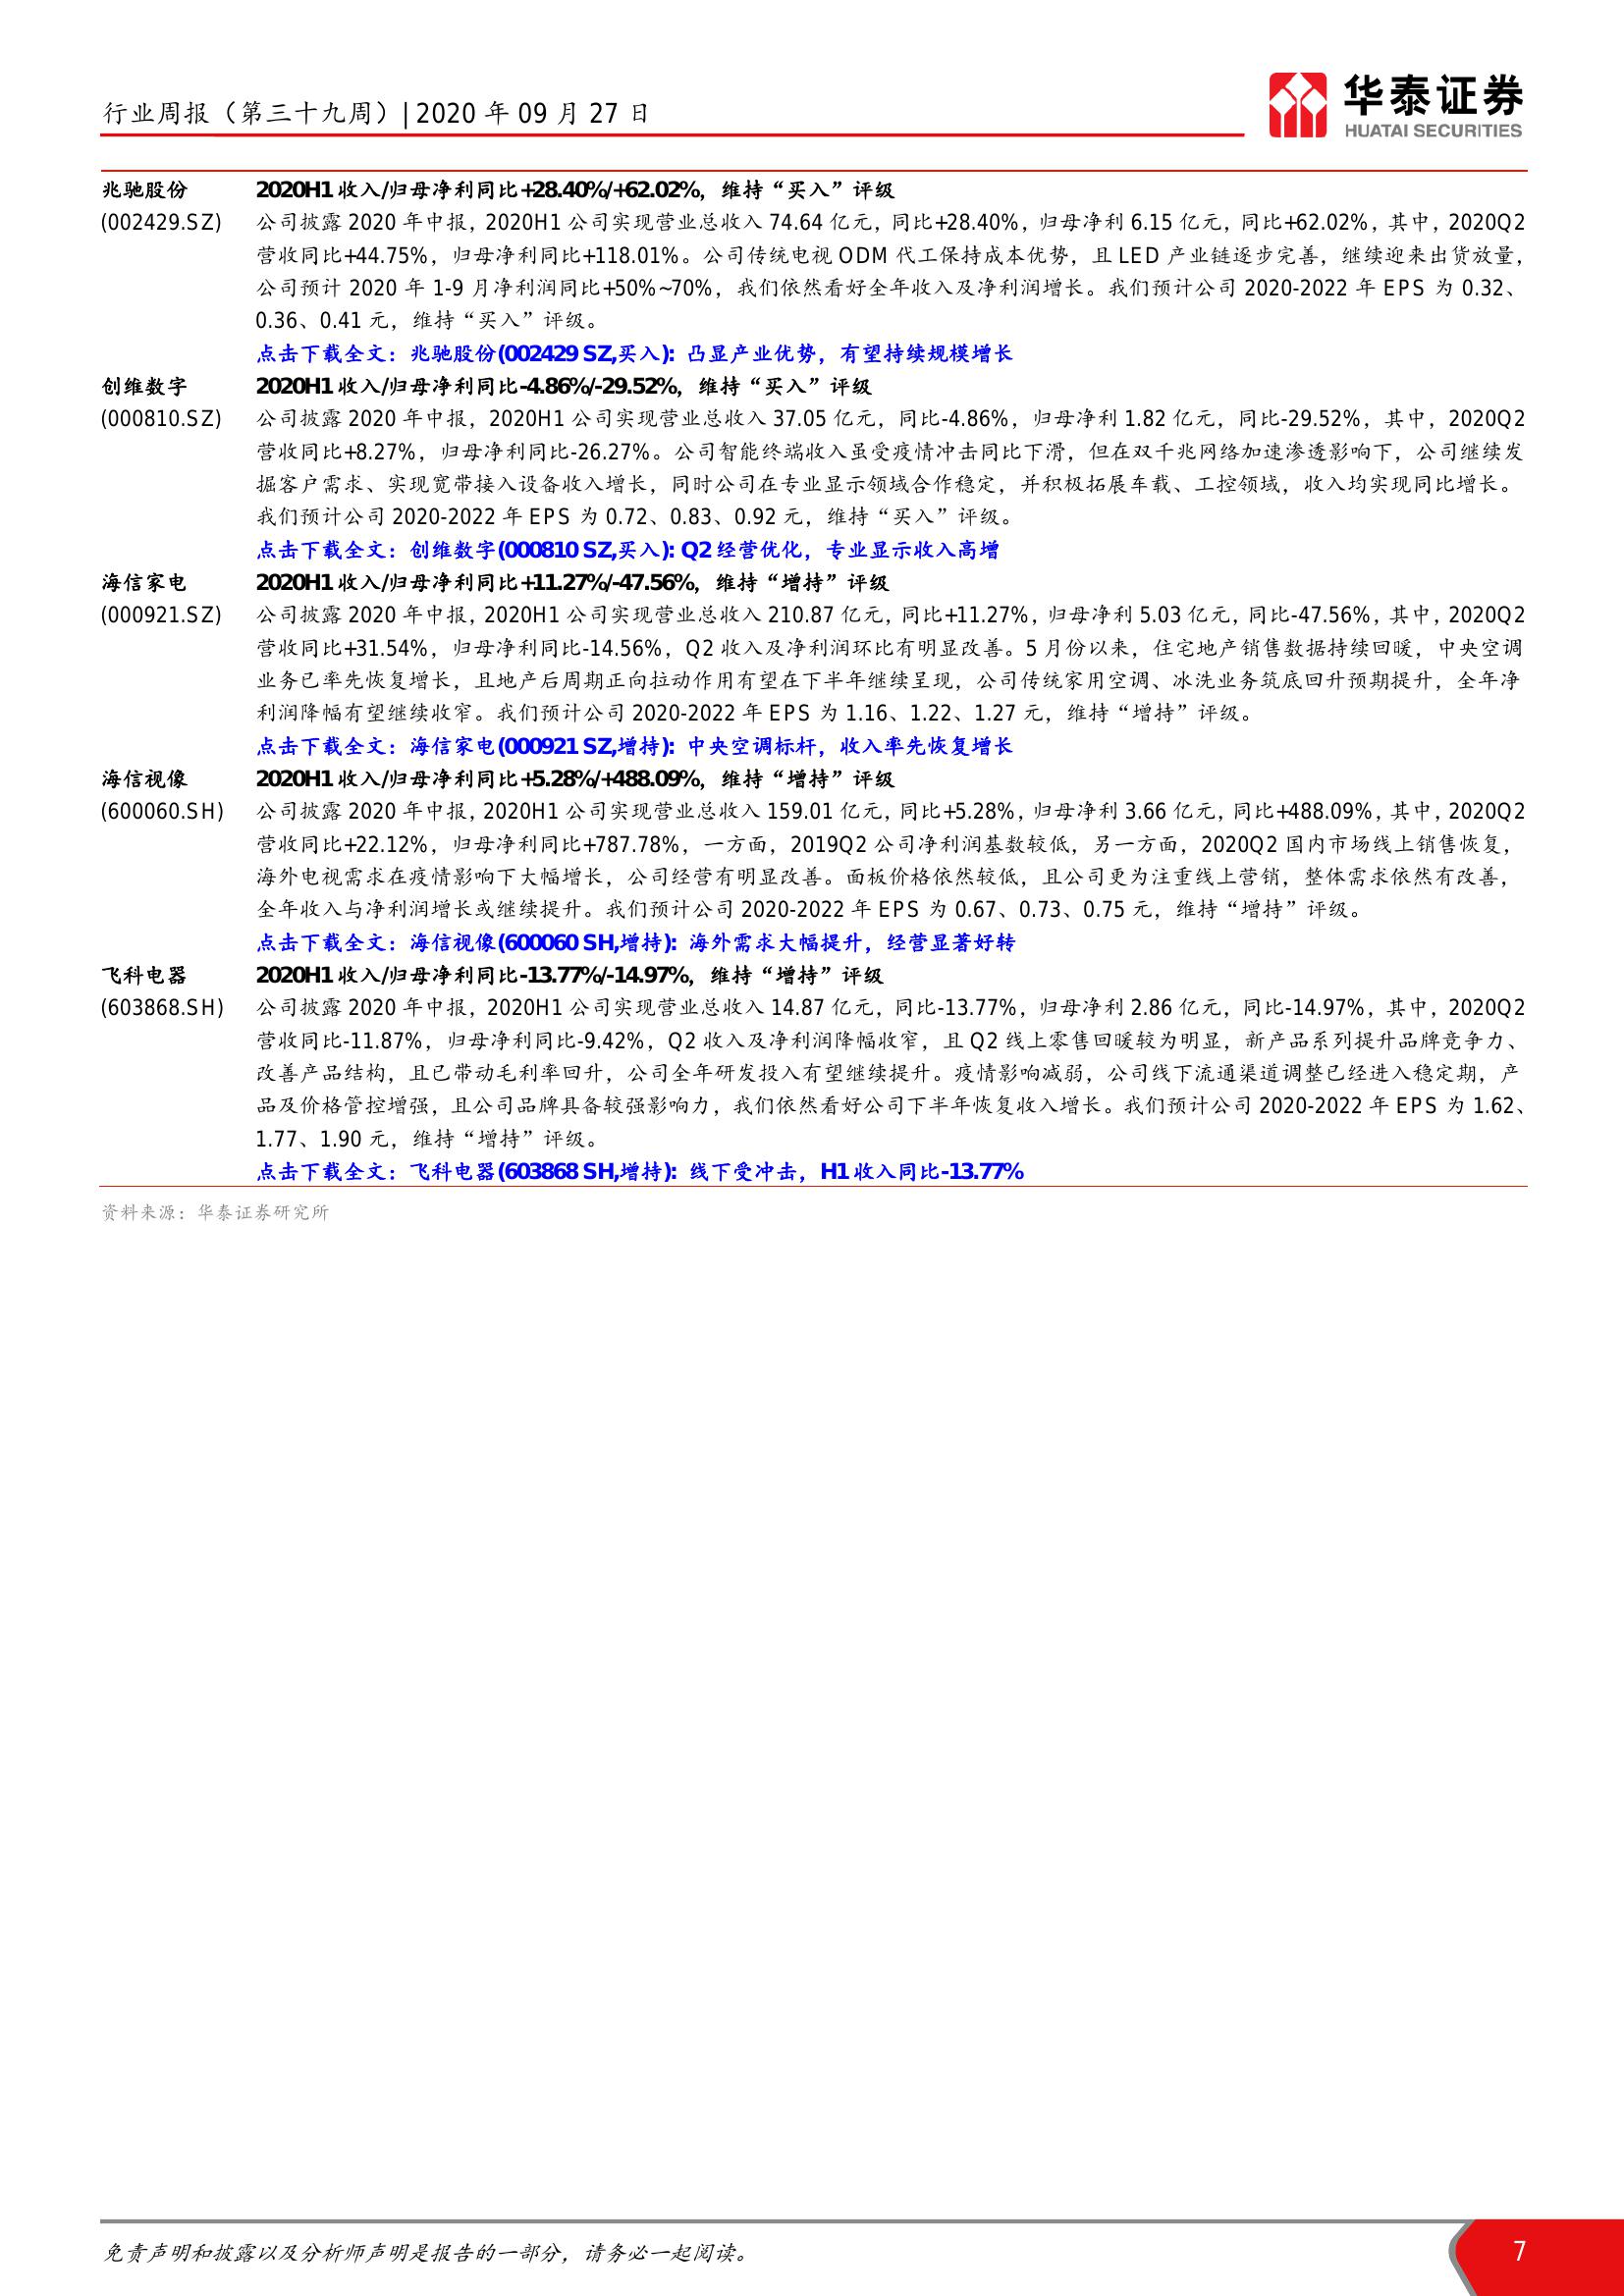 行业周报（第三十九周）| 2020 年 09 月 27 日
华泰证券
HUATAI SECURITIES
兆驰股份
(002429.SZ)
2020H1 收入/归母净利同比+28.40%/+62.02%，维持“买入”评级
公司披露 2020 年中报，2020H1 公司实现营业总收入 74.64 亿元，同比+28.40%，归母净利 6.15 亿元，同比+62.02%，其中，2020Q2
营收同比+44.75%，归母净利同比+118.01%。公司传统电视 ODM 代工保持成本优势，且 LED 产业链逐步完善，继续迎来出货放量，
公司预计 2020 年 1-9 月净利润同比+50%~70%，我们依然看好全年收入及净利润增长。我们预计公司 2020-2022 年 EPS 为 0.32、
0.36、0.41 元，维持“买入”评级。
点击下载全文：兆驰股份(002429 SZ,买入): 凸显产业优势，有望持续规模增长
创维数字
(000810.SZ)
2020H1 收入/归母净利同比-4.86%/-29.52%，维持“买入”评级
公司披露 2020 年中报，2020H1 公司实现营业总收入 37.05 亿元，同比-4.86%，归母净利 1.82 亿元，同比-29.52%，其中，2020Q2
营收同比+8.27%，归母净利同比-26.27%。公司智能终端收入虽受疫情冲击同比下滑，但在双千兆网络加速渗透影响下，公司继续发
掘客户需求、实现宽带接入设备收入增长，同时公司在专业显示领域合作稳定，并积极拓展车载、工控领域，收入均实现同比增长。
我们预计公司 2020-2022 年 EPS 为 0.72、0.83、0.92 元，维持“买入”评级。
点击下载全文：创维数字(000810 SZ,买入): Q2 经营优化，专业显示收入高增
海信家电
(000921.SZ)
2020H1 收入/归母净利同比+11.27%/-47.56%，维持“增持”评级
公司披露 2020 年中报，2020H1 公司实现营业总收入 210.87 亿元，同比+11.27%，归母净利 5.03 亿元，同比-47.56%，其中，2020Q2
营收同比+31.54%，归母净利同比-14.56%，Q2 收入及净利润环比有明显改善。5 月份以来，住宅地产销售数据持续回暖，中央空调
业务已率先恢复增长，且地产后周期正向拉动作用有望在下半年继续呈现，公司传统家用空调、冰洗业务筑底回升预期提升，全年净
利润降幅有望继续收窄。我们预计公司 2020-2022 年 EPS 为 1.16、1.22、1.27 元，维持“增持”评级。
点击下载全文：海信家电(000921 SZ,增持): 中央空调标杆，收入率先恢复增长
海信视像
(600060.SH)
2020H1 收入/归母净利同比+5.28%/+488.09%，维持“增持”评级
公司披露 2020 年中报，2020H1 公司实现营业总收入 159.01 亿元，同比+5.28%，归母净利 3.66 亿元，同比+488.09%，其中，2020Q2
营收同比+22.12%，归母净利同比+787.78%，一方面，2019Q2 公司净利润基数较低，另一方面，2020Q2 国内市场线上销售恢复，
海外电视需求在疫情影响下大幅增长，公司经营有明显改善。面板价格依然较低，且公司更为注重线上营销，整体需求依然有改善，
全年收入与净利润增长或继续提升。我们预计公司 2020-2022 年 EPS 为 0.67、0.73、0.75 元，维持“增持”评级。
点击下载全文：海信视像(600060 SH,增持): 海外需求大幅提升，经营显著好转
飞科电器
(603868.SH)
2020H1 收入/归母净利同比-13.77%/-14.97%，维持“增持”评级
公司披露 2020 年中报，2020H1 公司实现营业总收入 14.87 亿元，同比-13.77%，归母净利 2.86 亿元，同比-14.97%，其中，2020Q2
营收同比-11.87%，归母净利同比-9.42%，Q2 收入及净利润降幅收窄，且 Q2 线上零售回暖较为明显，新产品系列提升品牌竞争力、
改善产品结构，且已带动毛利率回升，公司全年研发投入有望继续提升。疫情影响减弱，公司线下流通渠道调整已经进入稳定期，产
品及价格管控增强，且公司品牌具备较强影响力，我们依然看好公司下半年恢复收入增长。我们预计公司 2020-2022 年 EPS 为 1.62、
1.77、1.90 元，维持“增持”评级。
点击下载全文：飞科电器(603868 SH,增持): 线下受冲击，H1 收入同比-13.77%
资料来源：华泰证券研究所
免责声明和披露以及分析师声明是报告的一部分，请务必一起阅读。
7